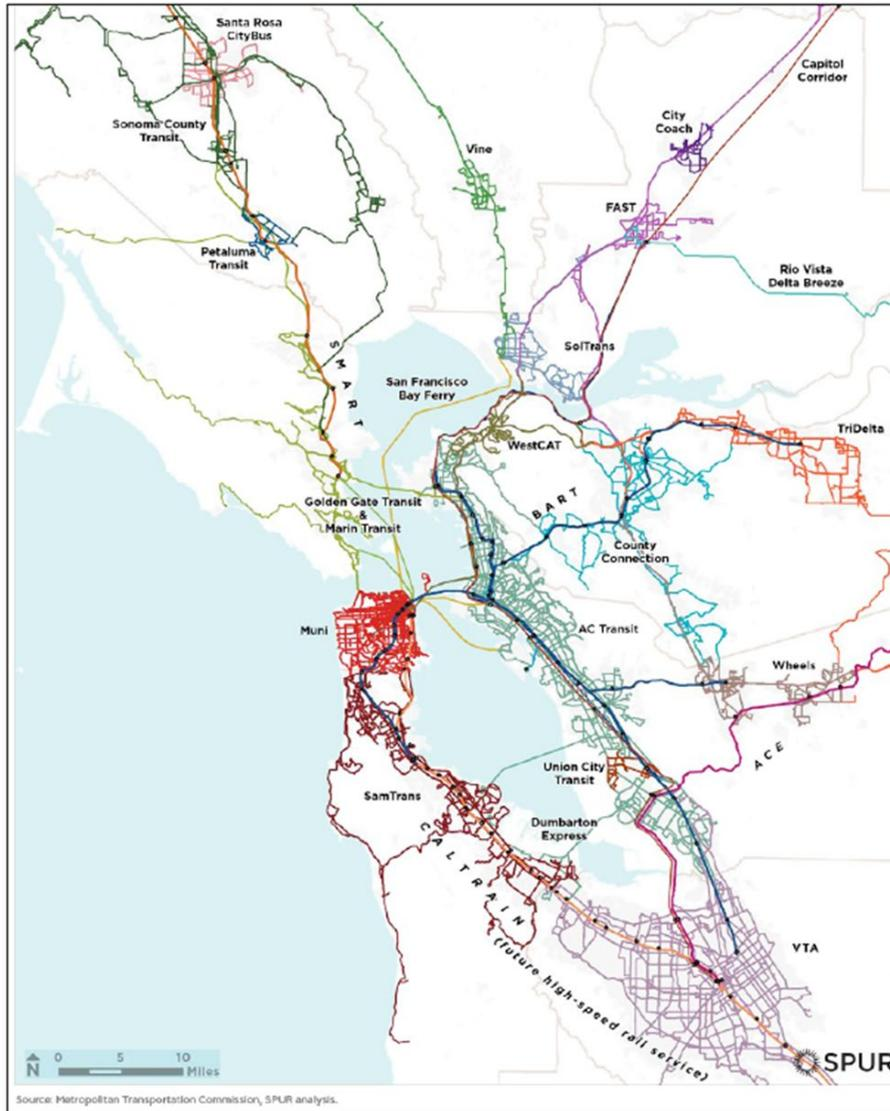 Santa Rosa
CityBus
Capitol
Corridor
City
Coach
Sonoma County
Transit
Vine
FAST
Petaluma
Transit
Rio Vista
Delta Breeze
SMART
SolTrans
San Francisco
Bay Ferry
WestCAT
TriDelta
Golden Gate Transit
&
Marin Transit
BART
County
Connection
Muni
AC Transit
Wheels
ACE
Union City
Transit
SamTrans
Dumbarton
Express
CALTRAIN
(future high-speed rail service)
VTA
SPUR
N
0 5 10
Miles
Source: Metropolitan Transportation Commission, SPUR analysis.